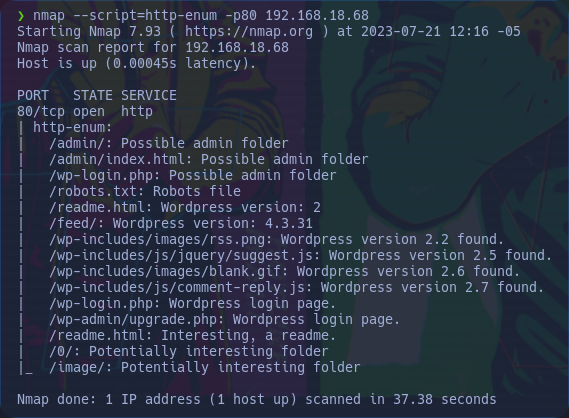 ❯ nmap --script=http-enum -p80 192.168.18.68
Starting Nmap 7.93 ( https://nmap.org ) at 2023-07-21 12:16 -05
Nmap scan report for 192.168.18.68
Host is up (0.00045s latency).

PORT   STATE SERVICE
80/tcp open  http
| http-enum:
|   /admin/: Possible admin folder
|   /admin/index.html: Possible admin folder
|   /wp-login.php: Possible admin folder
|   /robots.txt: Robots file
|   /readme.html: Wordpress version: 2
|   /feed/: Wordpress version: 4.3.31
|   /wp-includes/images/rss.png: Wordpress version 2.2 found.
|   /wp-includes/js/jquery/suggest.js: Wordpress version 2.5 found.
|   /wp-includes/images/blank.gif: Wordpress version 2.6 found.
|   /wp-includes/js/comment-reply.js: Wordpress version 2.7 found.
|   /wp-login.php: Wordpress login page.
|   /wp-admin/upgrade.php: Wordpress login page.
|   /readme.html: Interesting, a readme.
|   /0/: Potentially interesting folder
|_  /image/: Potentially interesting folder

Nmap done: 1 IP address (1 host up) scanned in 37.38 seconds